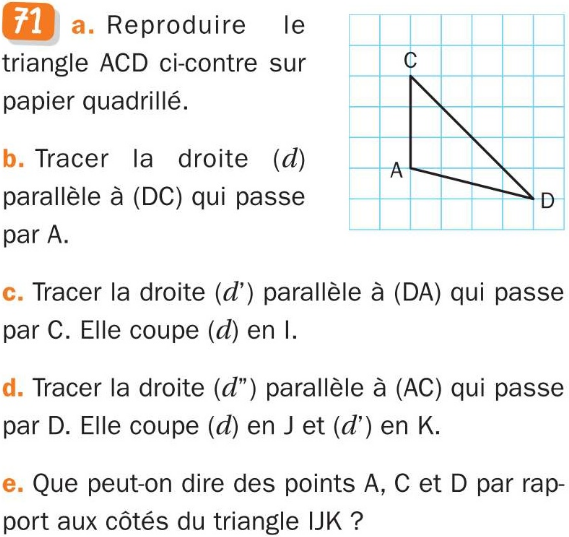 71 a. Reproduire le
triangle ACD ci-contre sur
papier quadrillé.
b. Tracer la droite (d)
parallèle à (DC) qui passe
par A.
C
A
D
c. Tracer la droite (d’) parallèle à (DA) qui passe
par C. Elle coupe (d) en I.
d. Tracer la droite (d”) parallèle à (AC) qui passe
par D. Elle coupe (d) en J et (d’) en K.
e. Que peut-on dire des points A, C et D par rap-
port aux côtés du triangle IJK ?